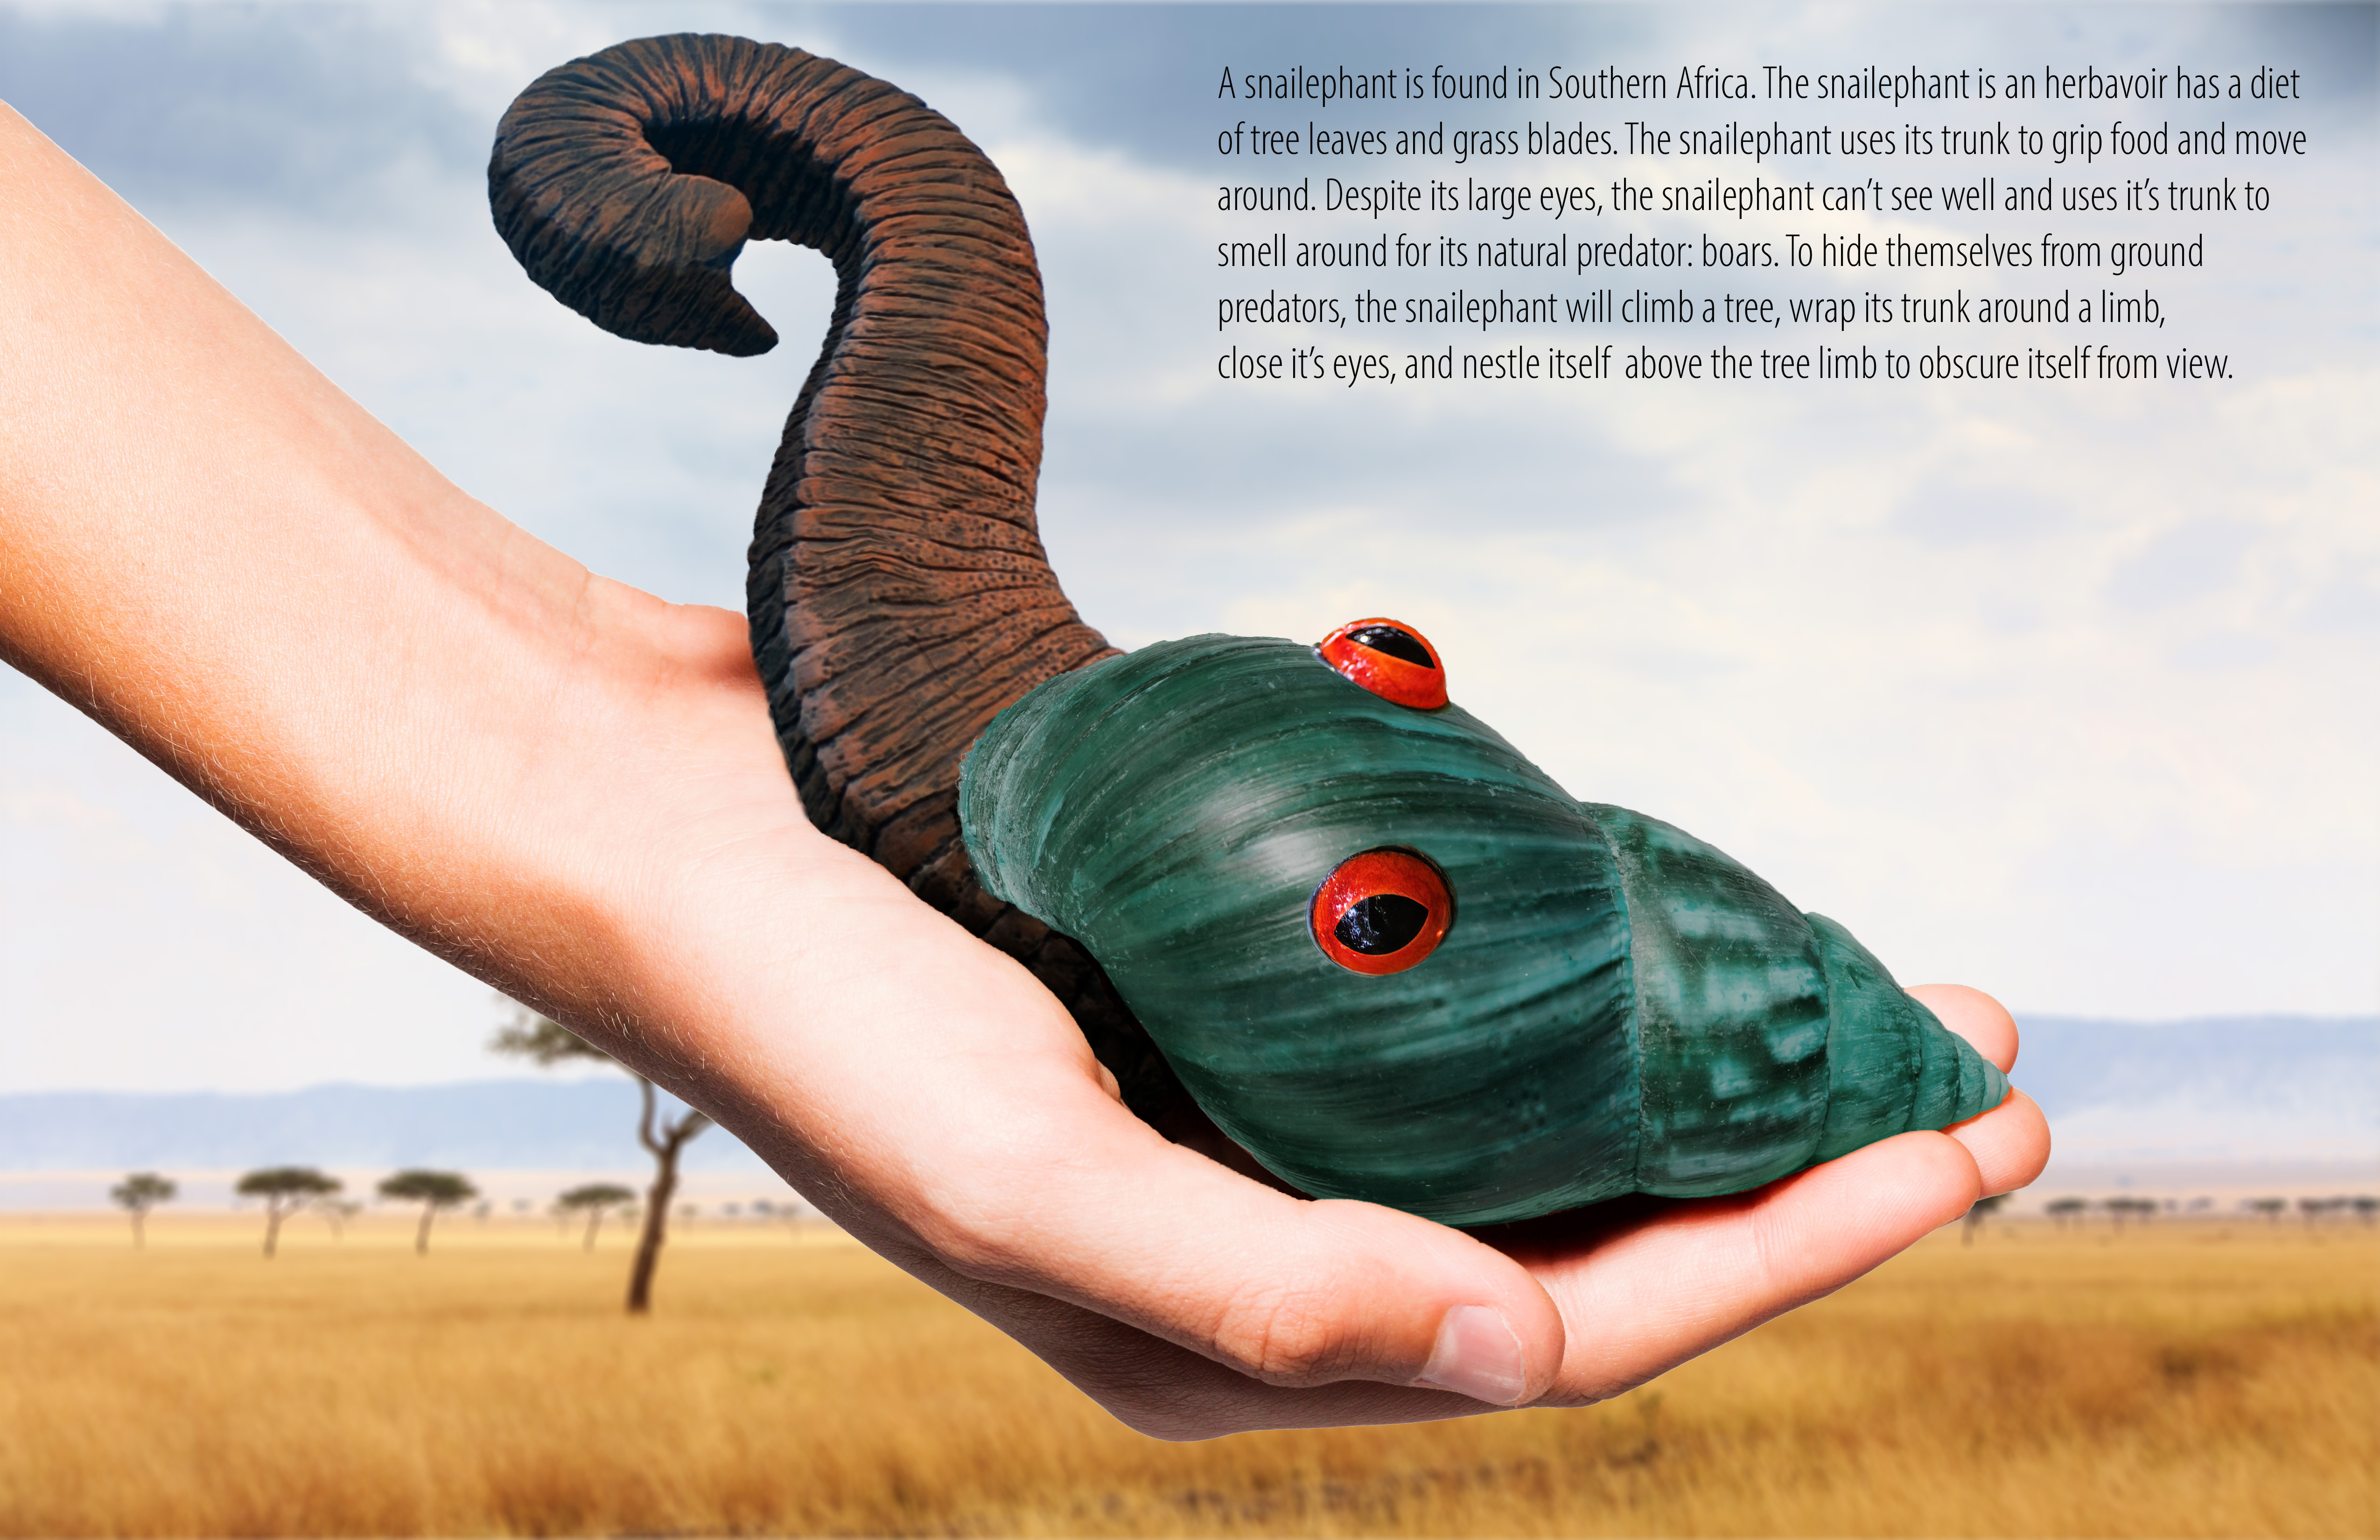 A snailephant is found in Southern Africa. The snailephant is an herbavoir has a diet
of tree leaves and grass blades. The snailephant uses its trunk to grip food and move
around. Despite its large eyes, the snailephant can’t see well and uses it’s trunk to
smell around for its natural predator: boars. To hide themselves from ground
predators, the snailephant will climb a tree, wrap its trunk around a limb,
close it’s eyes, and nestle itself  above the tree limb to obscure itself from view.